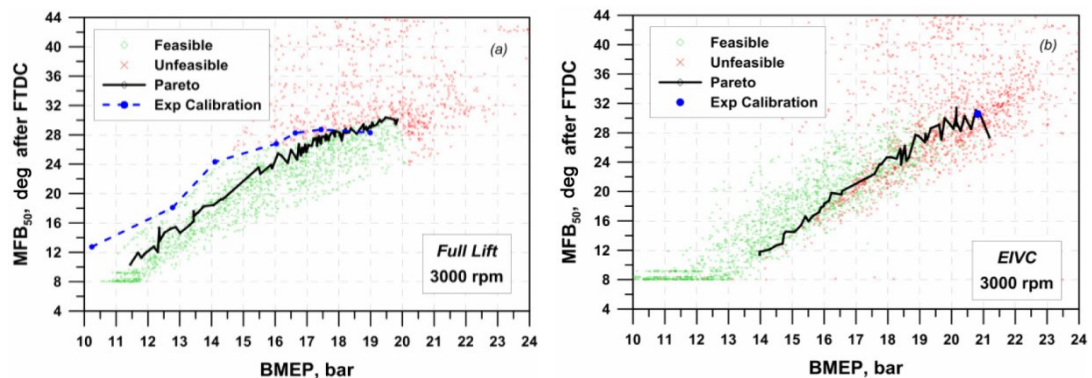 44
40
36
32
28
24
20
16
12
8
4
MFB50, deg after FTDC
Feasible
Unfeasible
Pareto
Exp Calibration
(a)
Full Lift
3000 rpm
10 11 12 13 14 15 16 17 18 19 20 21 22 23 24
BMEP, bar
44
40
36
32
28
24
20
16
12
8
4
MFB50, deg after FTDC
Feasible
Unfeasible
Pareto
Exp Calibration
(b)
EIVC
3000 rpm
10 11 12 13 14 15 16 17 18 19 20 21 22 23 24
BMEP, bar